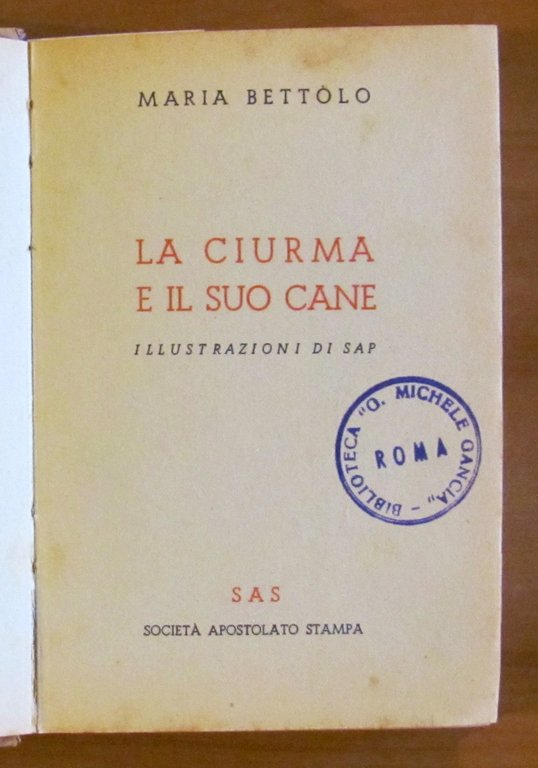 MARIA BETTÒLO
LA CIURMA
E IL SUO CANE
ILLUSTRAZIONI DI SAP
BIBLIOTECA "O. MICHELE GANCIA„ -
ROMA
SAS
SOCIETÀ APOSTOLATO STAMPA